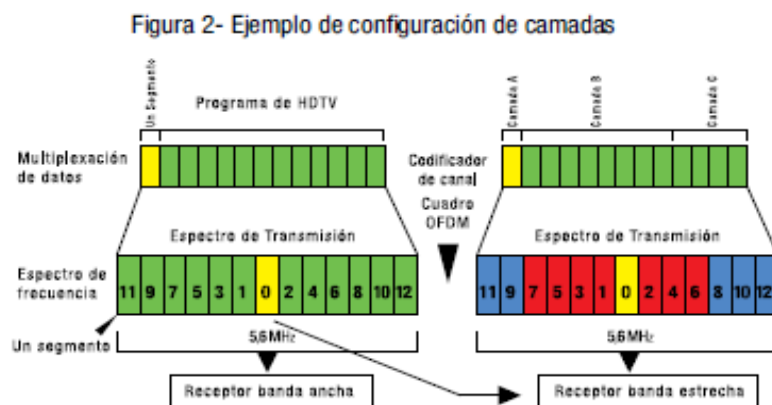 Figura 2- Ejemplo de configuración de camadas
Un Segmento
Programa de HDTV
Camada A
Camada B
Camada C
Multiplexación
de datos
Codificador
de canal
Cuadro
OFDM
Espectro de Transmisión
Espectro de Transmisión
Espectro de
frecuencia
11 9 7 5 3 1 0 2 4 6 8 10 12
11 9 7 5 3 1 0 2 4 6 8 10 12
Un segmento
5,6MHz
5,6MHz
Receptor banda ancha
Receptor banda estrecha